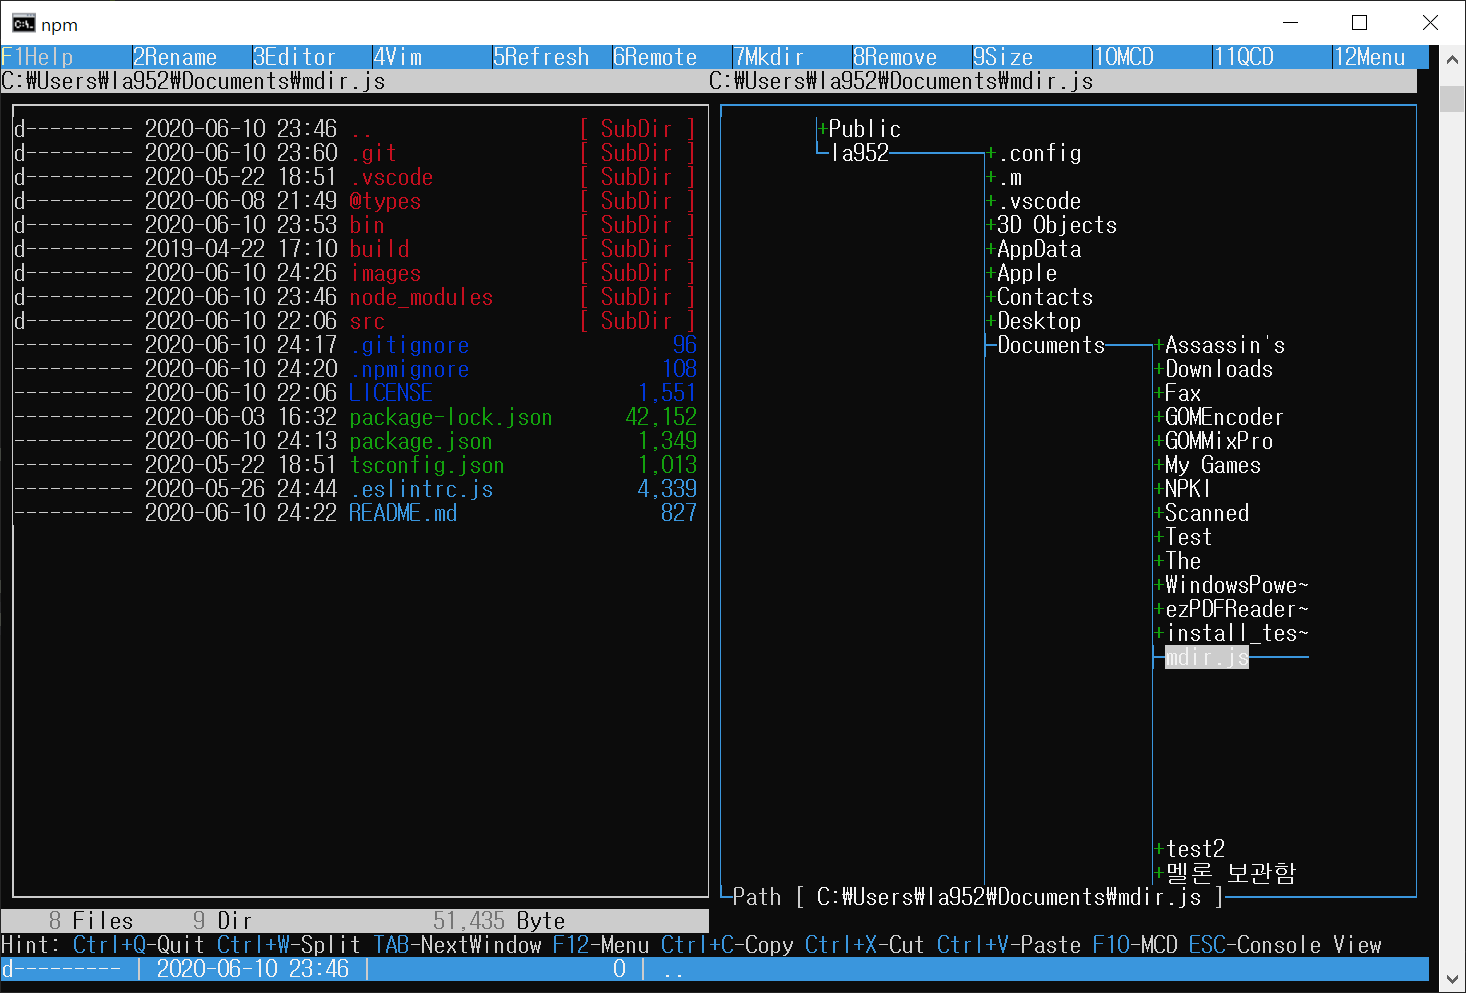 npm
F1Help 2Rename 3Editor 4Vim 5Refresh 6Remote 7Mkdir 8Remove 9Size 10MCD 11QCD 12Menu
C:₩Users₩la952₩Documents₩mdir.js C:₩Users₩la952₩Documents₩mdir.js
d--------- 2020-06-10 23:46 .. [ SubDir ]
d--------- 2020-06-10 23:60 .git [ SubDir ]
d--------- 2020-05-22 18:51 .vscode [ SubDir ]
d--------- 2020-06-08 21:49 @types [ SubDir ]
d--------- 2020-06-10 23:53 bin [ SubDir ]
d--------- 2019-04-22 17:10 build [ SubDir ]
d--------- 2020-06-10 24:26 images [ SubDir ]
d--------- 2020-06-10 23:46 node_modules [ SubDir ]
d--------- 2020-06-10 22:06 src [ SubDir ]
---------- 2020-06-10 24:17 .gitignore 96
---------- 2020-06-10 24:20 .npmignore 108
---------- 2020-06-10 22:06 LICENSE 1,551
---------- 2020-06-03 16:32 package-lock.json 42,152
---------- 2020-06-10 24:13 package.json 1,349
---------- 2020-05-22 18:51 tsconfig.json 1,013
---------- 2020-05-26 24:44 .eslintrc.js 4,339
---------- 2020-06-10 24:22 README.md 827
+Public
la952
+.config
+.m
+.vscode
+3D Objects
+AppData
+Apple
+Contacts
+Desktop
Documents
+Assassin's
+Downloads
+Fax
+GOMEncoder
+GOMMixPro
+My Games
+NPKI
+Scanned
+Test
+The
+WindowsPowe~
+ezPDFReader~
+install_tes~
mdir.js
+test2
+멜론 보관함
Path [ C:₩Users₩la952₩Documents₩mdir.js ]
8 Files 9 Dir 51,435 Byte
Hint: Ctrl+Q-Quit Ctrl+W-Split TAB-NextWindow F12-Menu Ctrl+C-Copy Ctrl+X-Cut Ctrl+V-Paste F10-MCD ESC-Console View
d--------- | 2020-06-10 23:46 | 0 | ..